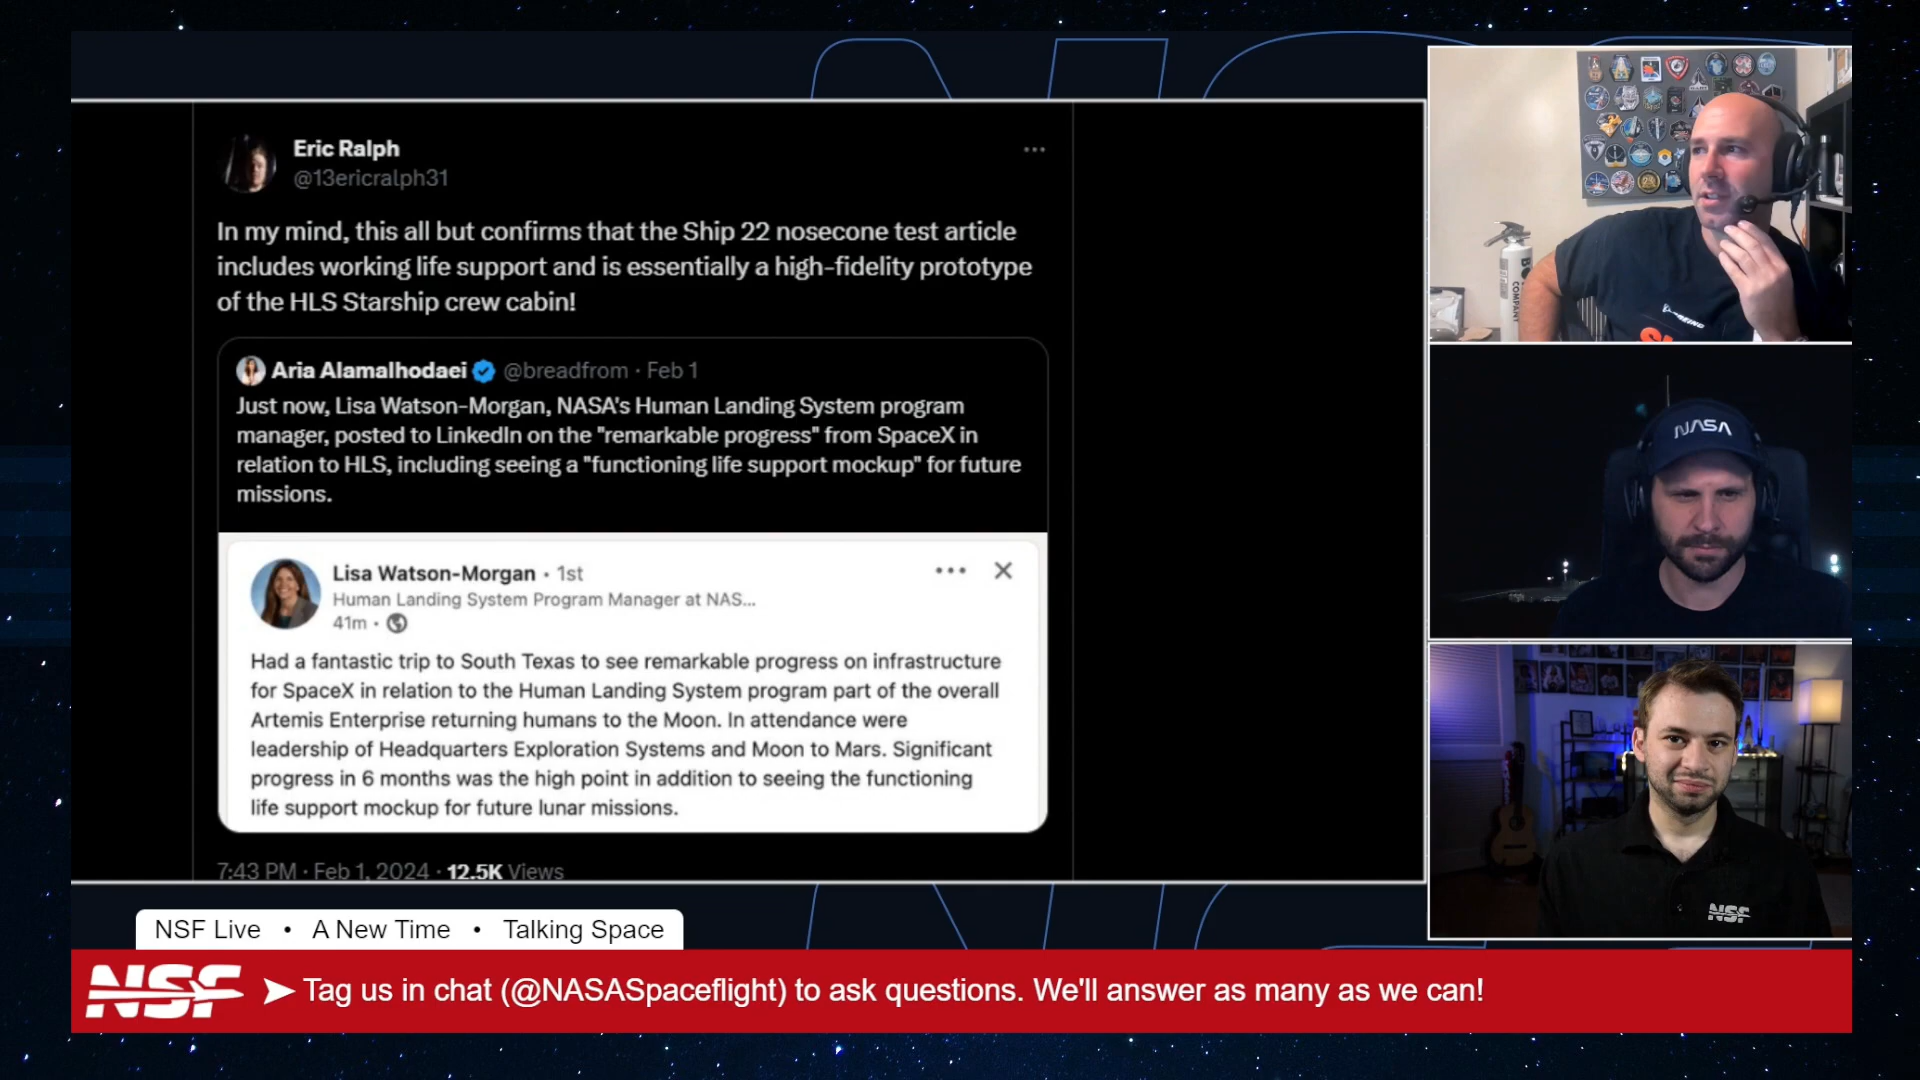 Eric Ralph
@13ericralph31
In my mind, this all but confirms that the Ship 22 nosecone test article
includes working life support and is essentially a high-fidelity prototype
of the HLS Starship crew cabin!
Aria Alamalhodaei @breadfrom · Feb 1
Just now, Lisa Watson-Morgan, NASA's Human Landing System program
manager, posted to LinkedIn on the "remarkable progress" from SpaceX in
relation to HLS, including seeing a "functioning life support mockup" for future
missions.
Lisa Watson-Morgan · 1st
Human Landing System Program Manager at NAS...
41m ·
Had a fantastic trip to South Texas to see remarkable progress on infrastructure
for SpaceX in relation to the Human Landing System program part of the overall
Artemis Enterprise returning humans to the Moon. In attendance were
leadership of Headquarters Exploration Systems and Moon to Mars. Significant
progress in 6 months was the high point in addition to seeing the functioning
life support mockup for future lunar missions.
7:43 PM · Feb 1, 2024 · 12.5K Views
BOEING
NASA
NSF
NSF Live • A New Time • Talking Space
NSF
Tag us in chat (@NASASpaceflight) to ask questions. We'll answer as many as we can!